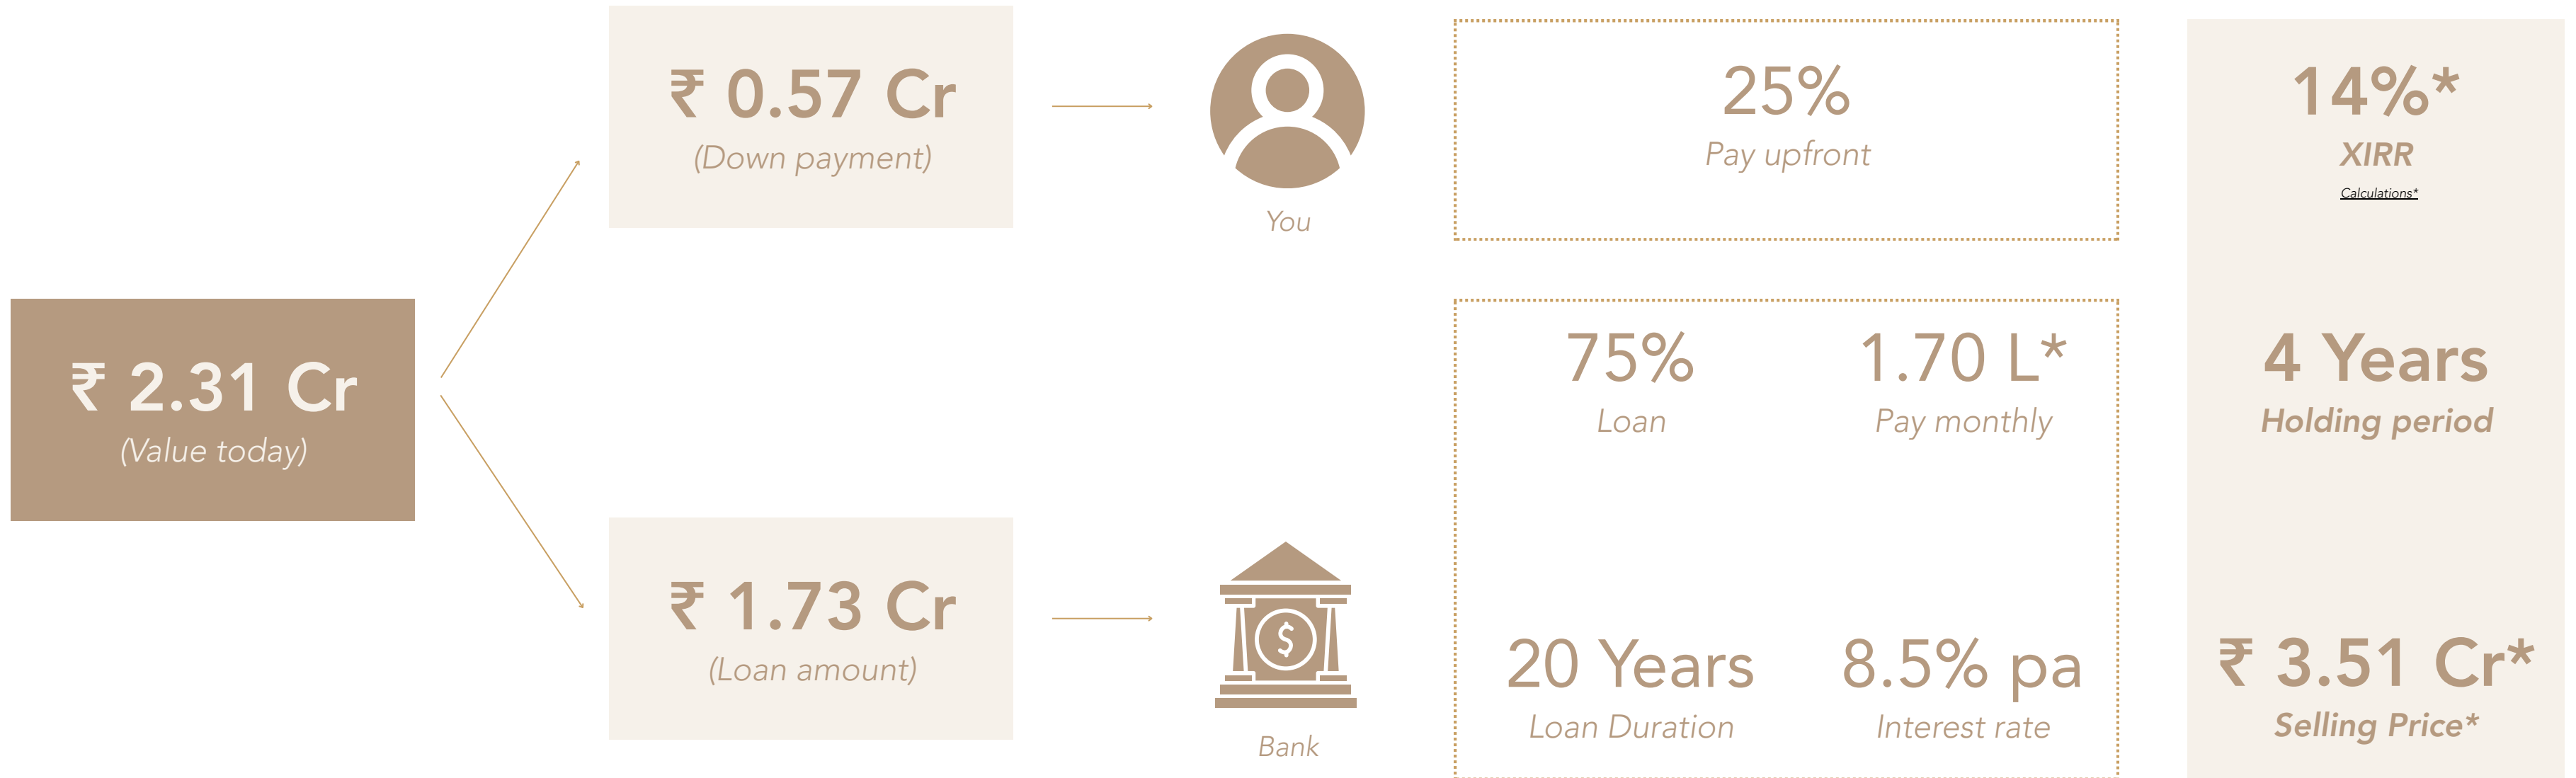 ₹ 2.31 Cr
(Value today)
₹ 0.57 Cr
(Down payment)
You
25%
Pay upfront
₹ 1.73 Cr
(Loan amount)
$
Bank
75%
Loan
1.70 L*
Pay monthly
20 Years
Loan Duration
8.5% pa
Interest rate
14%*
XIRR
Calculations*
4 Years
Holding period
₹ 3.51 Cr*
Selling Price*